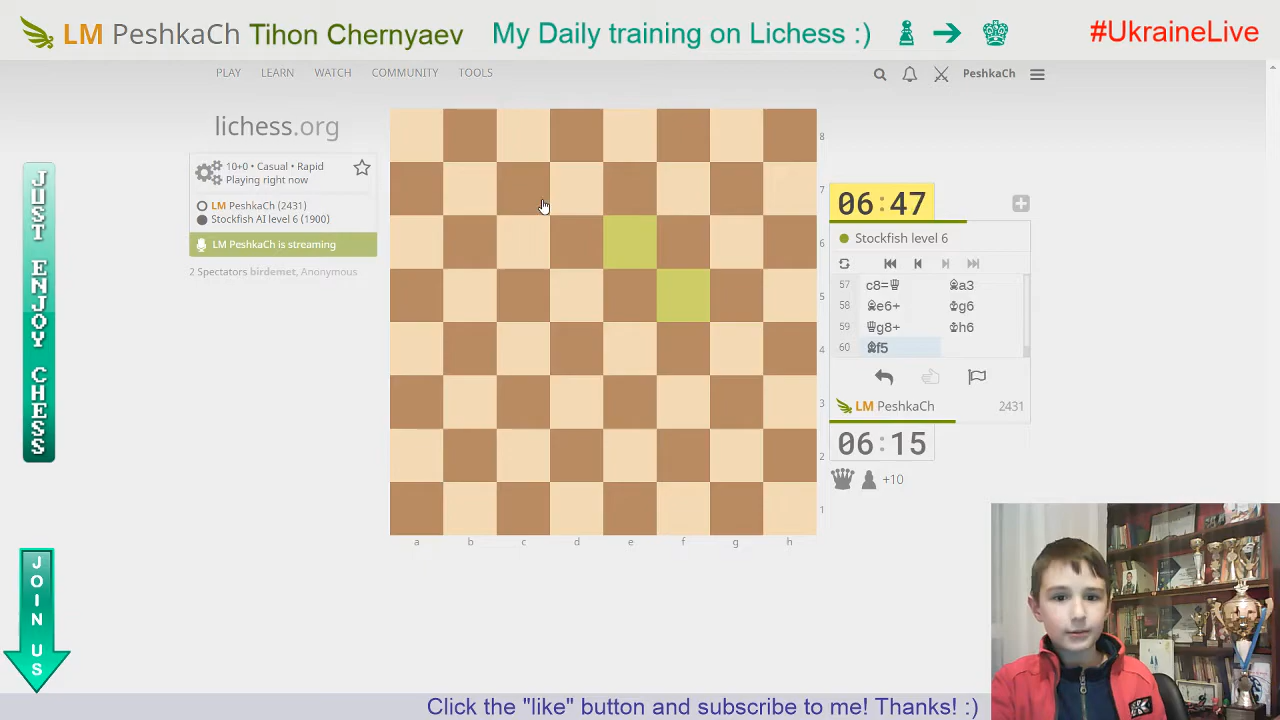 LM PeshkaCh Tihon Chernyaev My Daily training on Lichess :) #UkraineLive
PLAY LEARN WATCH COMMUNITY TOOLS PeshkaCh
lichess.org
10+0 • Casual • Rapid
Playing right now
LM PeshkaCh (2431)
Stockfish AI level 6 (1900)
LM PeshkaCh is streaming
2 Spectators birdemet, Anonymous
JUST ENJOY CHESS
JOIN US
8
7
6
5
4
3
2
1
a b c d e f g h
06:47
Stockfish level 6
57 c8=♕ ♗a3
58 ♗e6+ ♔g6
59 ♕g8+ ♔h6
60 ♗f5
LM PeshkaCh 2431
06:15
+10
Click the "like" button and subscribe to me! Thanks! :)